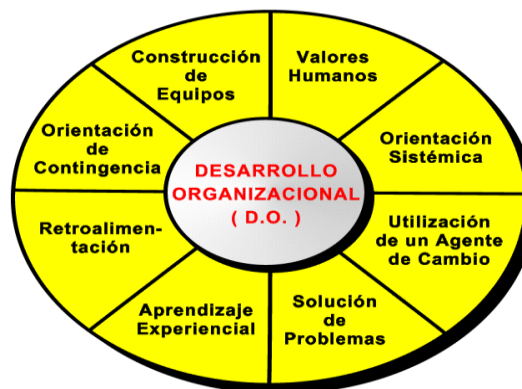 Construcción
de
Equipos
Valores
Humanos
Orientación
Sistémica
Utilización
de un Agente
de Cambio
Solución
de
Problemas
Aprendizaje
Experiencial
Retroalimen-
tación
Orientación
de
Contingencia
DESARROLLO
ORGANIZACIONAL
( D.O. )